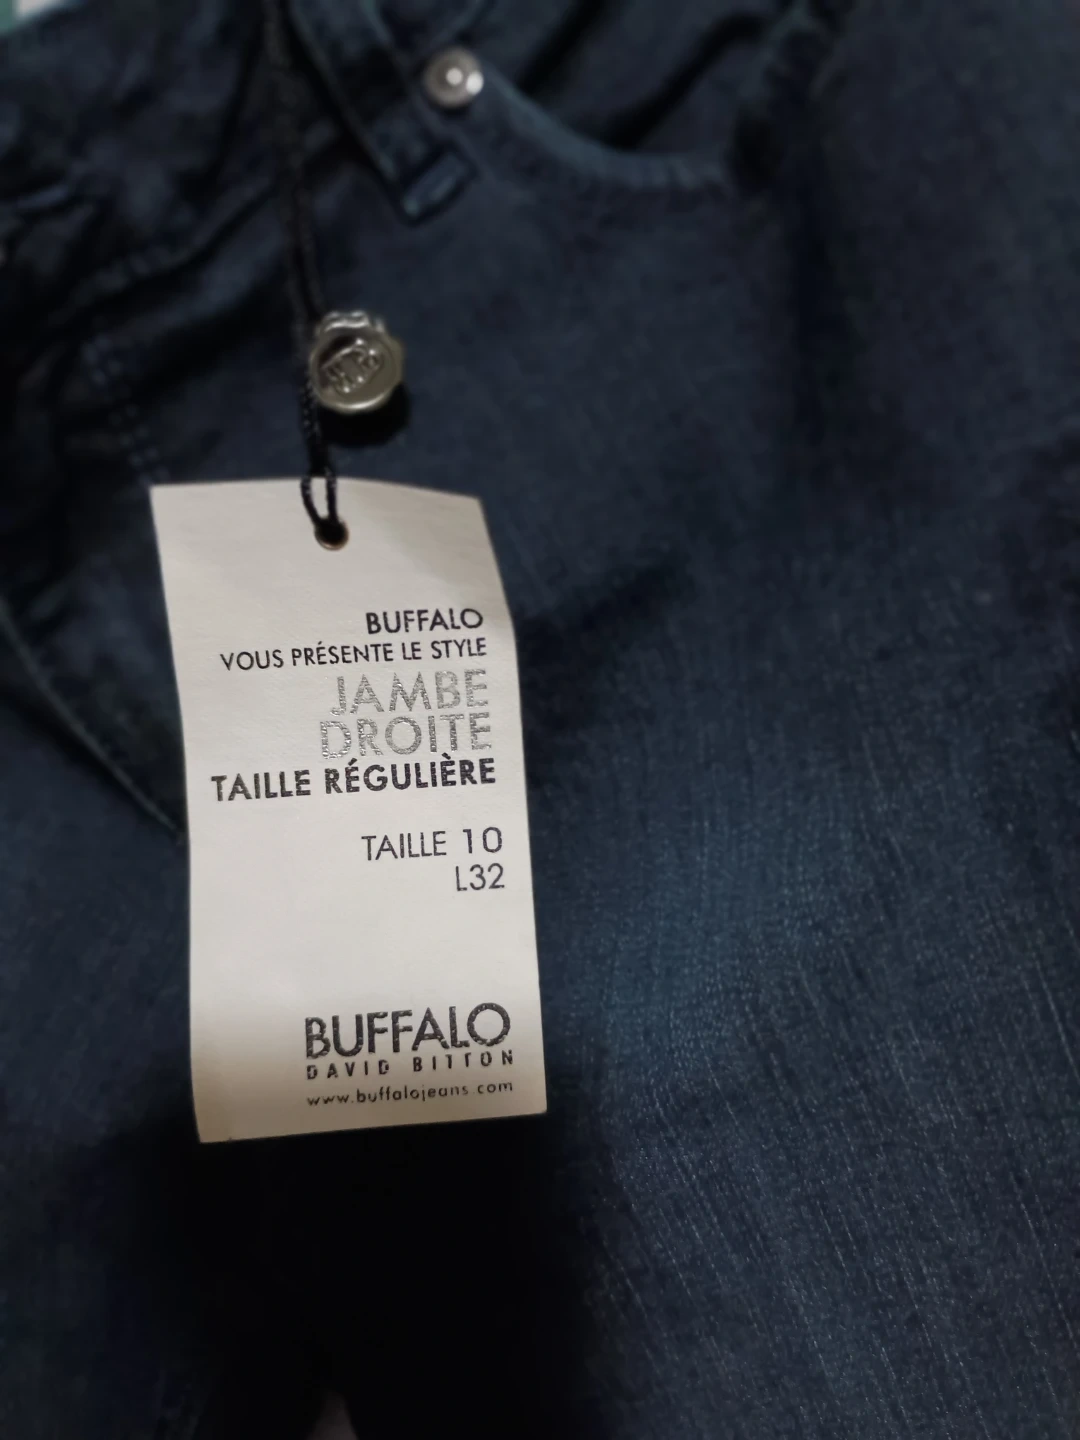 BUFFALO
VOUS PRÉSENTE LE STYLE
JAMBE
DROITE
TAILLE RÉGULIÈRE
TAILLE 10
L32
BUFFALO
DAVID BITTON
www.buffalojeans.com